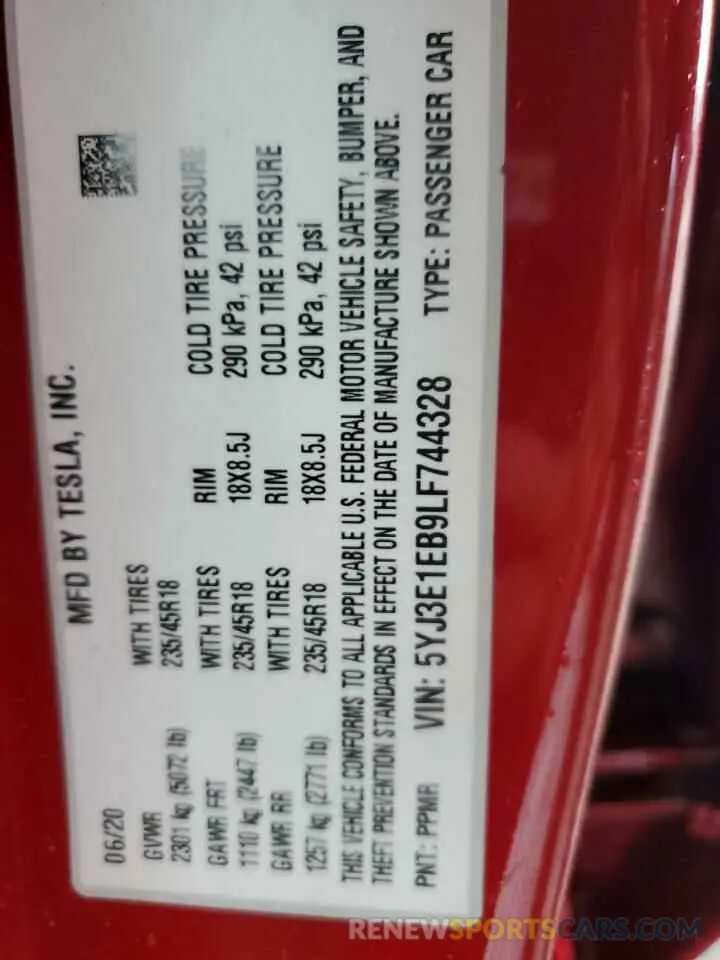 MFD BY TESLA, INC.
06/20
GVWR WITH TIRES
2301 kg (5072 lb) 235/45R18
GAWR FRT WITH TIRES RIM COLD TIRE PRESSURE
1110 kg (2447 lb) 235/45R18 18X8.5J 290 kPa, 42 psi
GAWR RR WITH TIRES RIM COLD TIRE PRESSURE
1257 kg (2771 lb) 235/45R18 18X8.5J 290 kPa, 42 psi
THIS VEHICLE CONFORMS TO ALL APPLICABLE U.S. FEDERAL MOTOR VEHICLE SAFETY, BUMPER, AND
THEFT PREVENTION STANDARDS IN EFFECT ON THE DATE OF MANUFACTURE SHOWN ABOVE.
PNT: PPMR VIN: 5YJ3E1EB9LF744328 TYPE: PASSENGER CAR
RENEWSPORTSCARS.COM